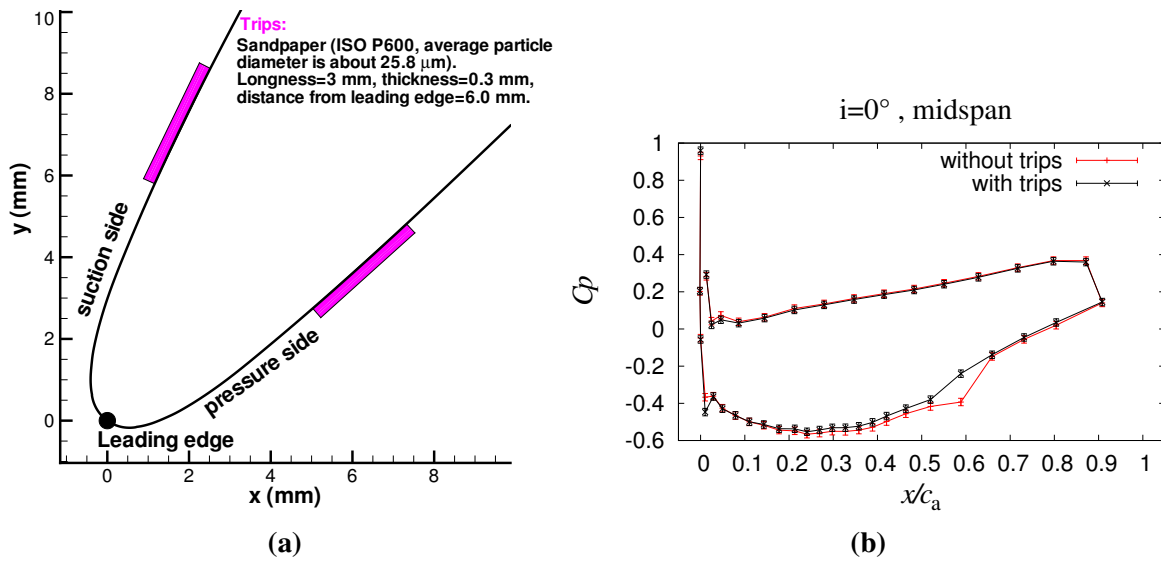 10
8
6
4
2
0
y (mm)
Trips:
Sandpaper (ISO P600, average particle
diameter is about 25.8 μm).
Longness=3 mm, thickness=0.3 mm,
distance from leading edge=6.0 mm.
suction side
pressure side
Leading edge
0 2 4 6 8
x (mm)
(a)
i=0° , midspan
without trips
with trips
1
0.8
0.6
0.4
0.2
0
-0.2
-0.4
-0.6
Cp
0 0.1 0.2 0.3 0.4 0.5 0.6 0.7 0.8 0.9 1
x/ca
(b)